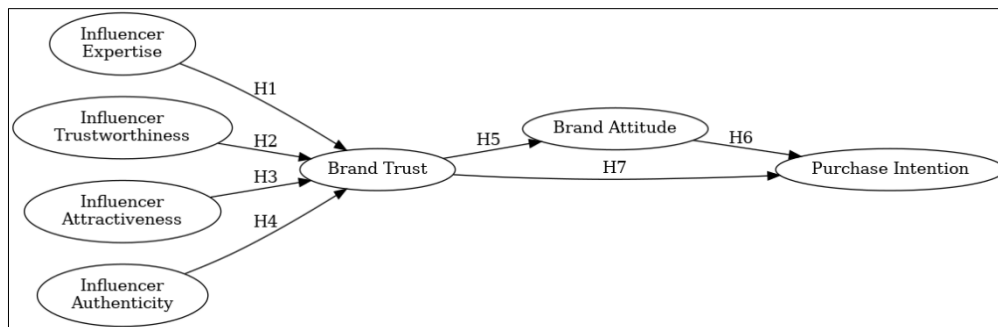 Influencer
Expertise
H1
Influencer
Trustworthiness
H2
Influencer
Attractiveness
H3
Influencer
Authenticity
H4
Brand Trust
H5
Brand Attitude
H6
H7
Purchase Intention